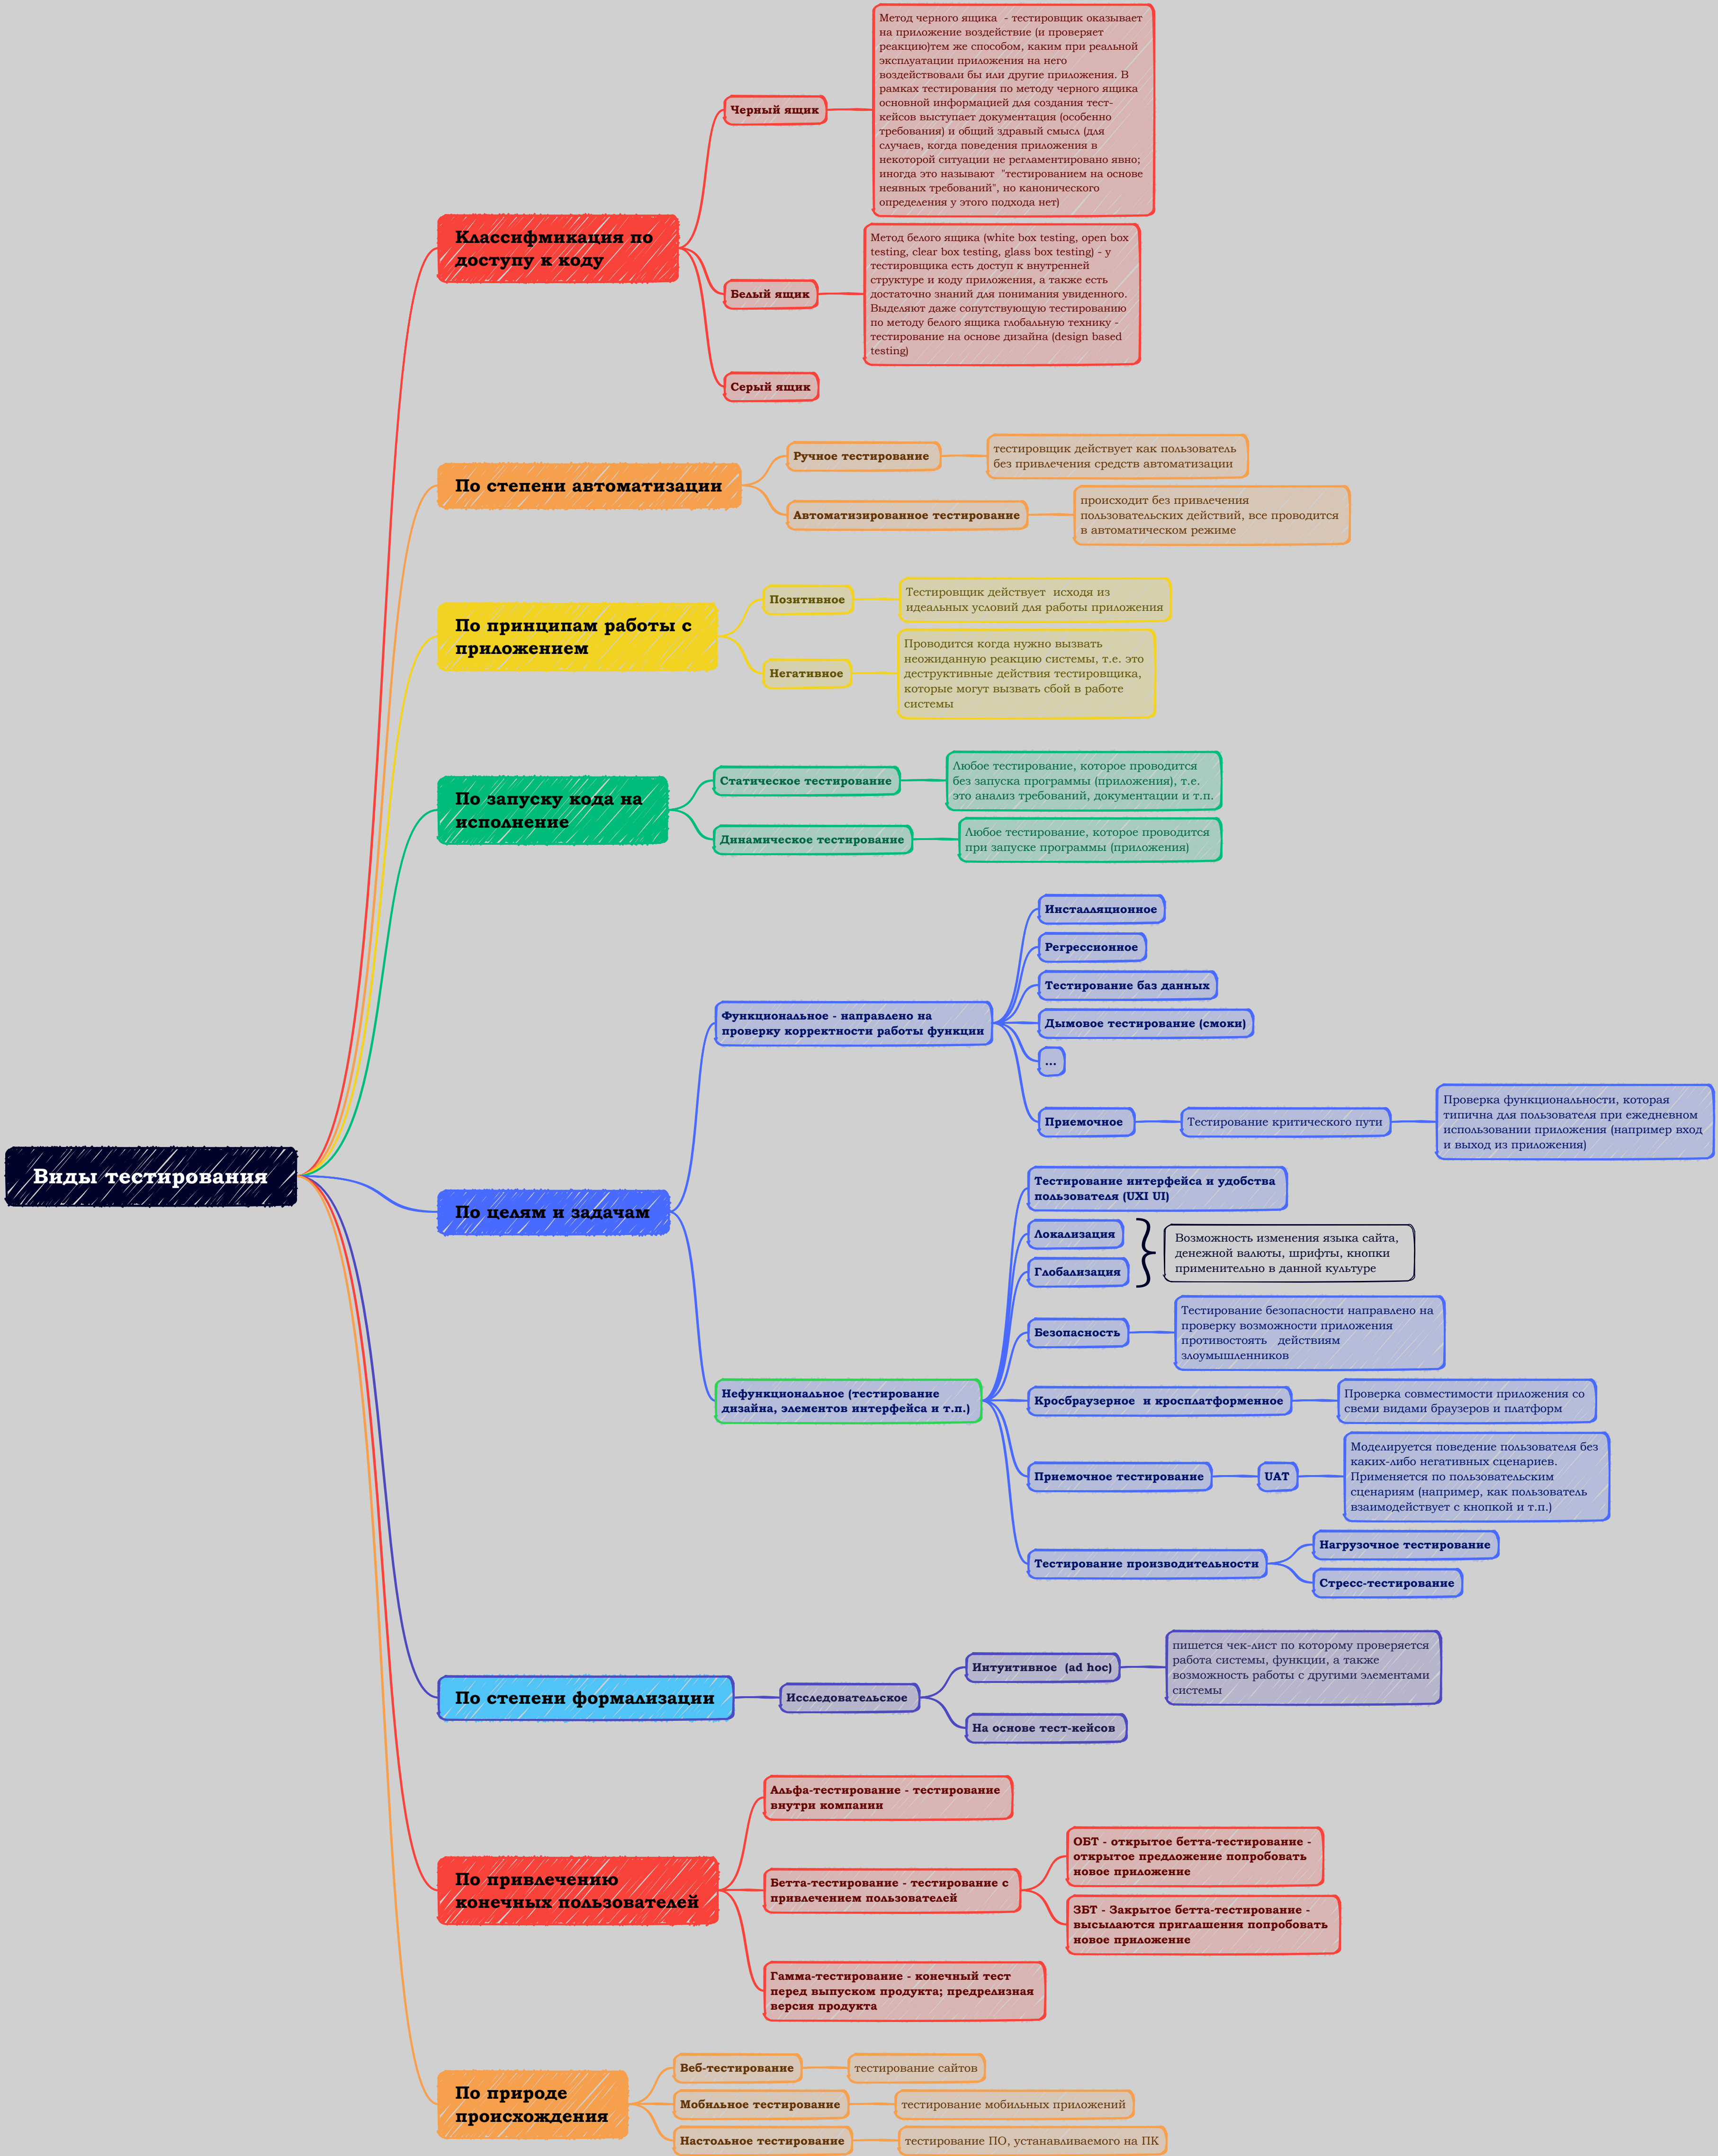 Виды тестирования
Классифмикация по
доступу к коду
Черный ящик
Метод черного ящика  - тестировщик оказывает
на приложение воздействие (и проверяет
реакцию)тем же способом, каким при реальной
эксплуатации приложения на него
воздействовали бы или другие приложения. В
рамках тестирования по методу черного ящика
основной информацией для создания тест-
кейсов выступает документация (особенно
требования) и общий здравый смысл (для
случаев, когда поведения приложения в
некоторой ситуации не регламентировано явно;
иногда это называют  "тестированием на основе
неявных требований", но канонического
определения у этого подхода нет)
Белый ящик
Метод белого ящика (white box testing, open box
testing, clear box testing, glass box testing) - у
тестировщика есть доступ к внутренней
структуре и коду приложения, а также есть
достаточно знаний для понимания увиденного.
Выделяют даже сопутствующую тестированию
по методу белого ящика глобальную технику -
тестирование на основе дизайна (design based
testing)
Серый ящик
По степени автоматизации
Ручное тестирование
тестировщик действует как пользователь
без привлечения средств автоматизации
Автоматизированное тестирование
происходит без привлечения
пользовательских действий, все проводится
в автоматическом режиме
По принципам работы с
приложением
Позитивное
Тестировщик действует  исходя из
идеальных условий для работы приложения
Негативное
Проводится когда нужно вызвать
неожиданную реакцию системы, т.е. это
деструктивные действия тестировщика,
которые могут вызвать сбой в работе
системы
По запуску кода на
исполнение
Статическое тестирование
Любое тестирование, которое проводится
без запуска программы (приложения), т.е.
это анализ требований, документации и т.п.
Динамическое тестирование
Любое тестирование, которое проводится
при запуске программы (приложения)
По целям и задачам
Функциональное - направлено на
проверку корректности работы функции
Инсталляционное
Регрессионное
Тестирование баз данных
Дымовое тестирование (смоки)
...
Приемочное
Тестирование критического пути
Проверка функциональности, которая
типична для пользователя при ежедневном
использовании приложения (например вход
и выход из приложения)
Нефункциональное (тестирование
дизайна, элементов интерфейса и т.п.)
Тестирование интерфейса и удобства
пользователя (UXI UI)
Локализация
Глобализация
Возможность изменения языка сайта,
денежной валюты, шрифты, кнопки
применительно в данной культуре
Безопасность
Тестирование безопасности направлено на
проверку возможности приложения
противостоять   действиям
злоумышленников
Кросбраузерное  и кросплатформенное
Проверка совместимости приложения со
свеми видами браузеров и платформ
Приемочное тестирование
UAT
Моделируется поведение пользователя без
каких-либо негативных сценариев.
Применяется по пользовательским
сценариям (например, как пользователь
взаимодействует с кнопкой и т.п.)
Тестирование производительности
Нагрузочное тестирование
Стресс-тестирование
По степени формализации
Исследовательское
Интуитивное  (ad hoc)
пишется чек-лист по которому проверяется
работа системы, функции, а также
возможность работы с другими элементами
системы
На основе тест-кейсов
По привлечению
конечных пользователей
Альфа-тестирование - тестирование
внутри компании
Бетта-тестирование - тестирование с
привлечением пользователей
ОБТ - открытое бетта-тестирование -
открытое предложение попробовать
новое приложение
ЗБТ - Закрытое бетта-тестирование -
высылаются приглашения попробовать
новое приложение
Гамма-тестирование - конечный тест
перед выпуском продукта; предрелизная
версия продукта
По природе
происхождения
Веб-тестирование
тестирование сайтов
Мобильное тестирование
тестирование мобильных приложений
Настольное тестирование
тестирование ПО, устанавливаемого на ПК